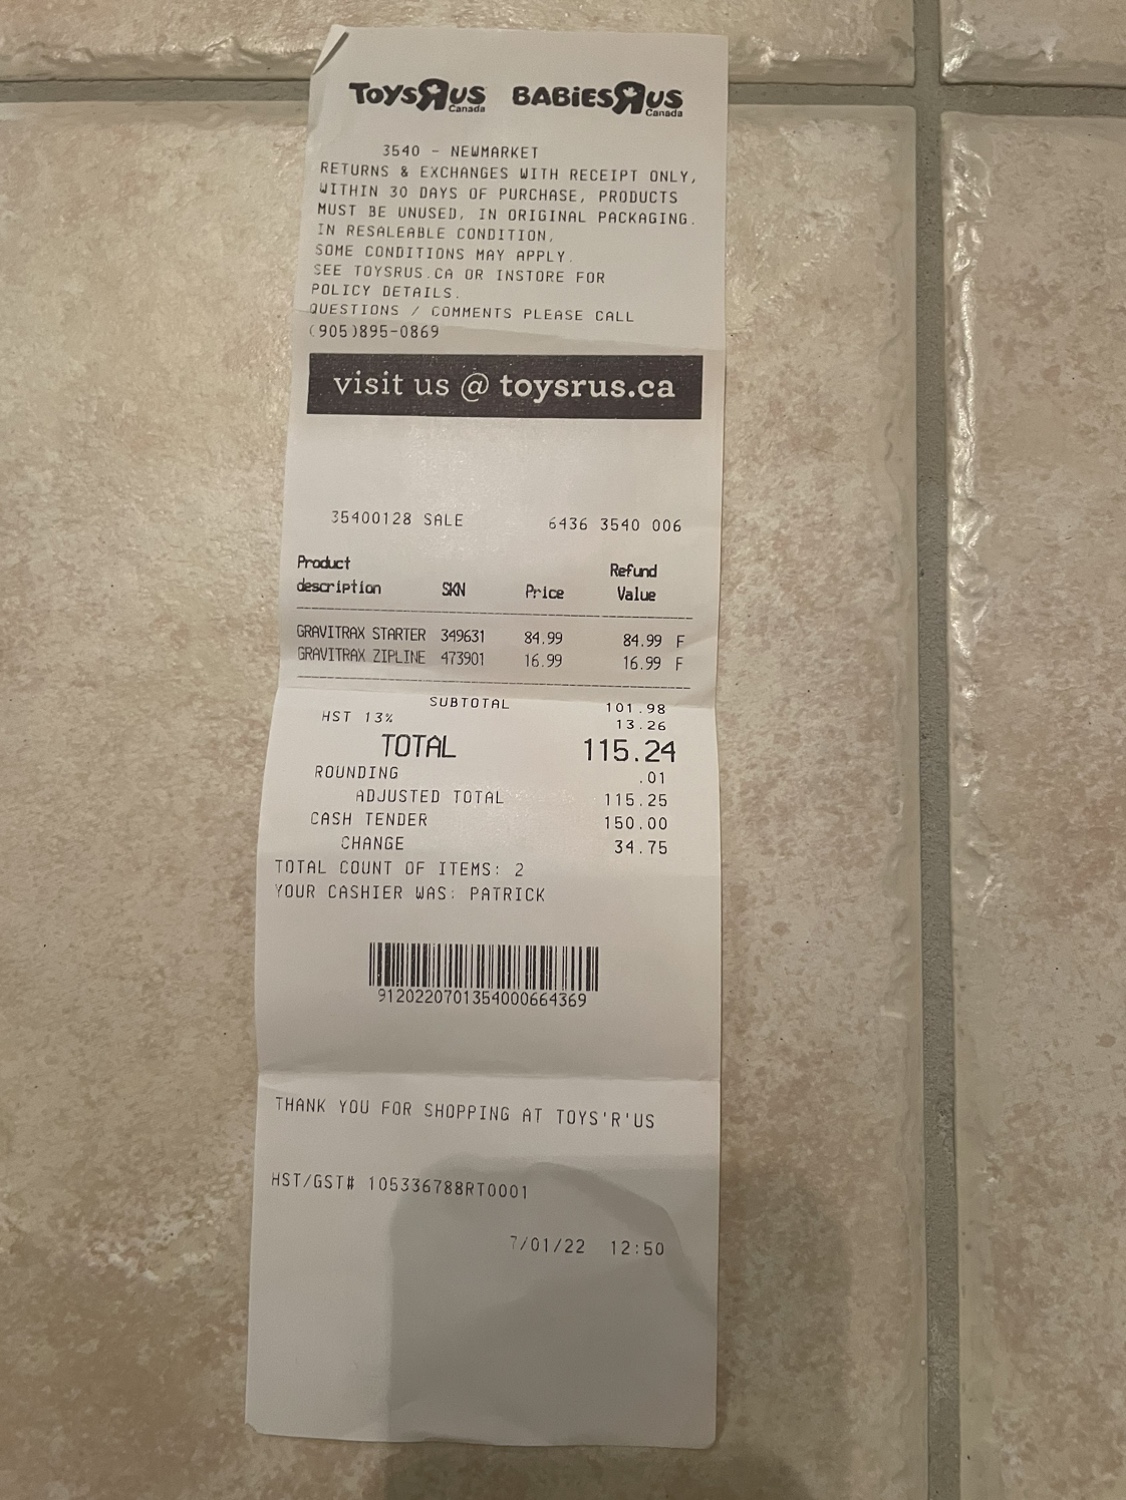 ToysЯus Canada BABiESЯus Canada
3540 - NEWMARKET
RETURNS & EXCHANGES WITH RECEIPT ONLY,
WITHIN 30 DAYS OF PURCHASE, PRODUCTS
MUST BE UNUSED, IN ORIGINAL PACKAGING.
IN RESALEABLE CONDITION,
SOME CONDITIONS MAY APPLY.
SEE TOYSRUS.CA OR INSTORE FOR
POLICY DETAILS.
QUESTIONS / COMMENTS PLEASE CALL
(905)895-0869
visit us @ toysrus.ca
35400128 SALE 6436 3540 006
Product description SKN Price Refund Value
GRAVITRAX STARTER 349631 84.99 84.99 F
GRAVITRAX ZIPLINE 473901 16.99 16.99 F
SUBTOTAL 101.98
HST 13% 13.26
TOTAL 115.24
ROUNDING .01
ADJUSTED TOTAL 115.25
CASH TENDER 150.00
CHANGE 34.75
TOTAL COUNT OF ITEMS: 2
YOUR CASHIER WAS: PATRICK
9120220701354000664369
THANK YOU FOR SHOPPING AT TOYS'R'US
HST/GST# 105336788RT0001
7/01/22 12:50